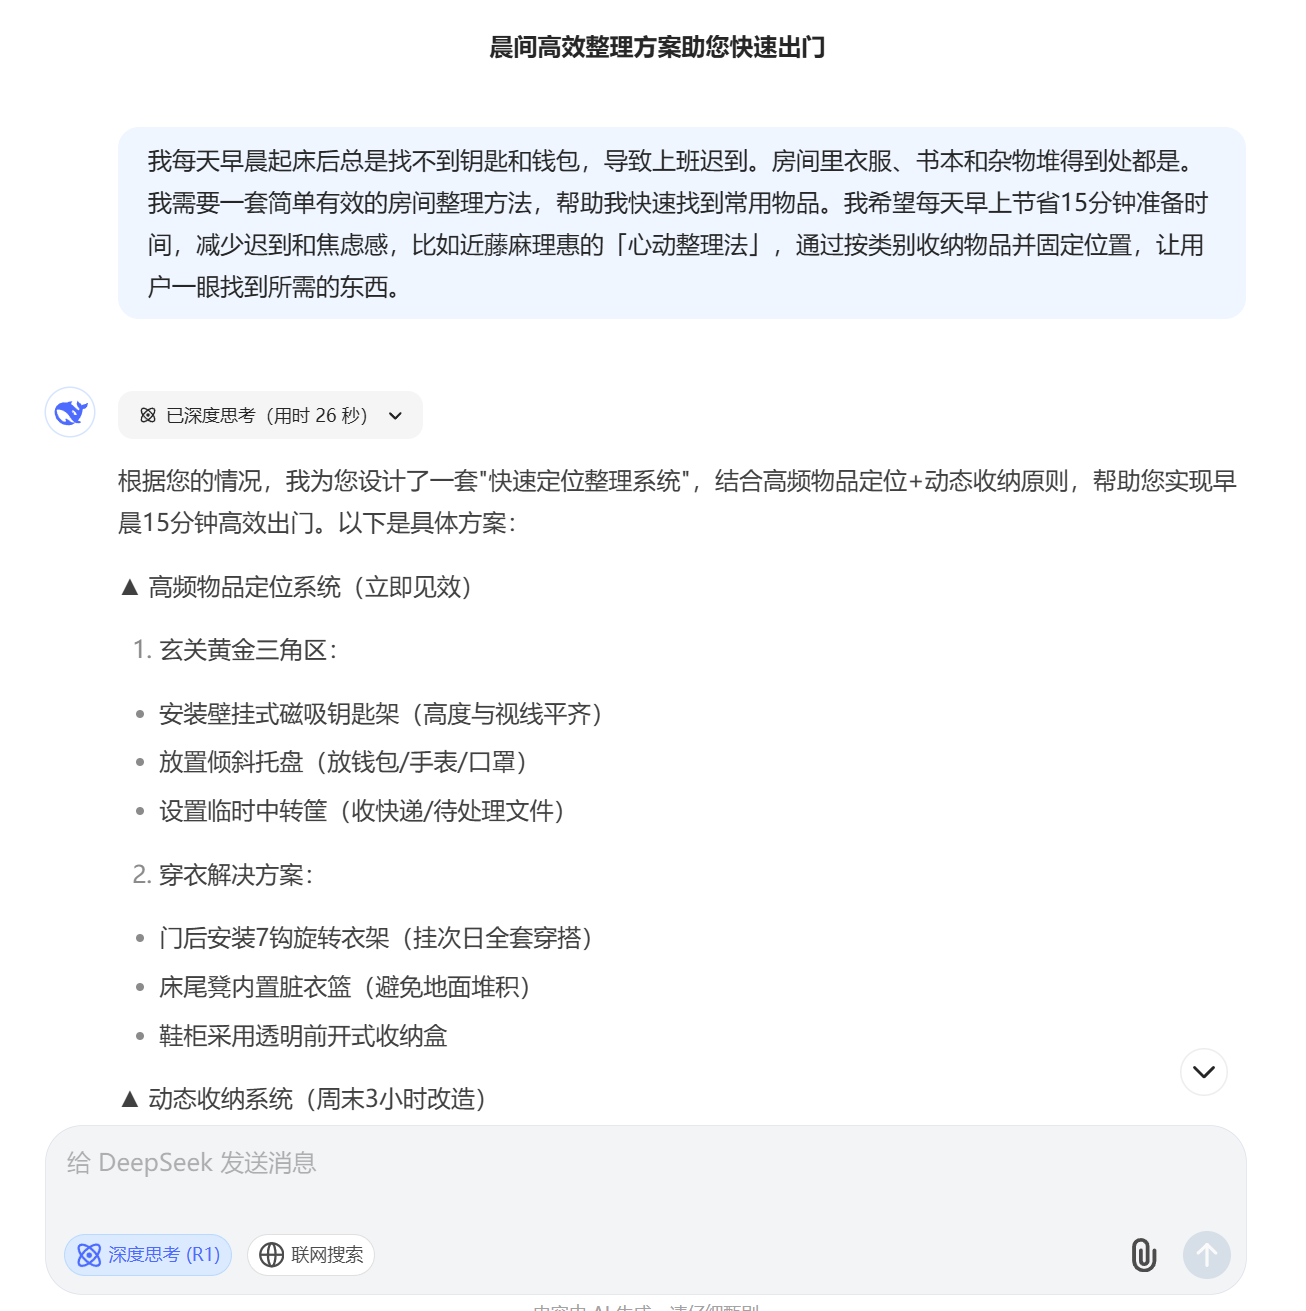 晨间高效整理方案助您快速出门
我每天早晨起床后总是找不到钥匙和钱包，导致上班迟到。房间里衣服、书本和杂物堆得到处都是。
我需要一套简单有效的房间整理方法，帮助我快速找到常用物品。我希望每天早上节省15分钟准备时
间，减少迟到和焦虑感，比如近藤麻理惠的「心动整理法」，通过按类别收纳物品并固定位置，让用
户一眼找到所需的东西。
已深度思考（用时 26 秒）
根据您的情况，我为您设计了一套"快速定位整理系统"，结合高频物品定位+动态收纳原则，帮助您实现早
晨15分钟高效出门。以下是具体方案：
▲ 高频物品定位系统（立即见效）
1. 玄关黄金三角区：
• 安装壁挂式磁吸钥匙架（高度与视线平齐）
• 放置倾斜托盘（放钱包/手表/口罩）
• 设置临时中转筐（收快递/待处理文件）
2. 穿衣解决方案：
• 门后安装7钩旋转衣架（挂次日全套穿搭）
• 床尾凳内置脏衣篮（避免地面堆积）
• 鞋柜采用透明前开式收纳盒
▲ 动态收纳系统（周末3小时改造）
给 DeepSeek 发送消息
深度思考 (R1)
联网搜索
内容由 AI 生成，请仔细甄别